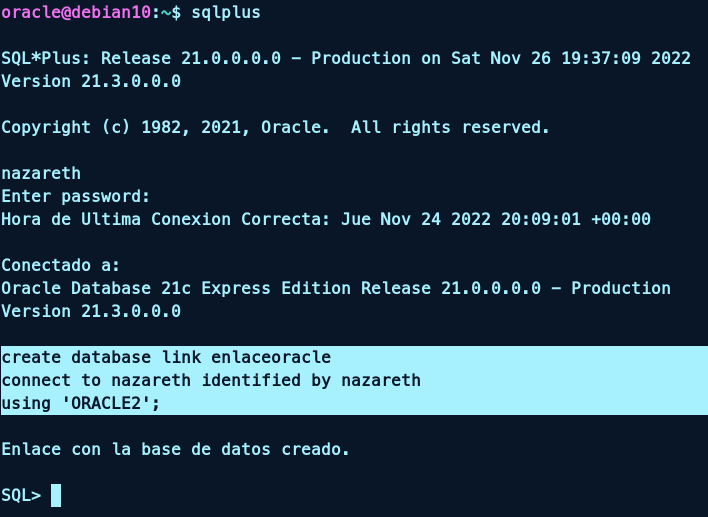 oracle@debian10:~$ sqlplus
SQL*Plus: Release 21.0.0.0.0 - Production on Sat Nov 26 19:37:09 2022
Version 21.3.0.0.0
Copyright (c) 1982, 2021, Oracle.  All rights reserved.
nazareth
Enter password:
Hora de Ultima Conexion Correcta: Jue Nov 24 2022 20:09:01 +00:00
Conectado a:
Oracle Database 21c Express Edition Release 21.0.0.0.0 - Production
Version 21.3.0.0.0
create database link enlaceoracle
connect to nazareth identified by nazareth
using 'ORACLE2';
Enlace con la base de datos creado.
SQL>